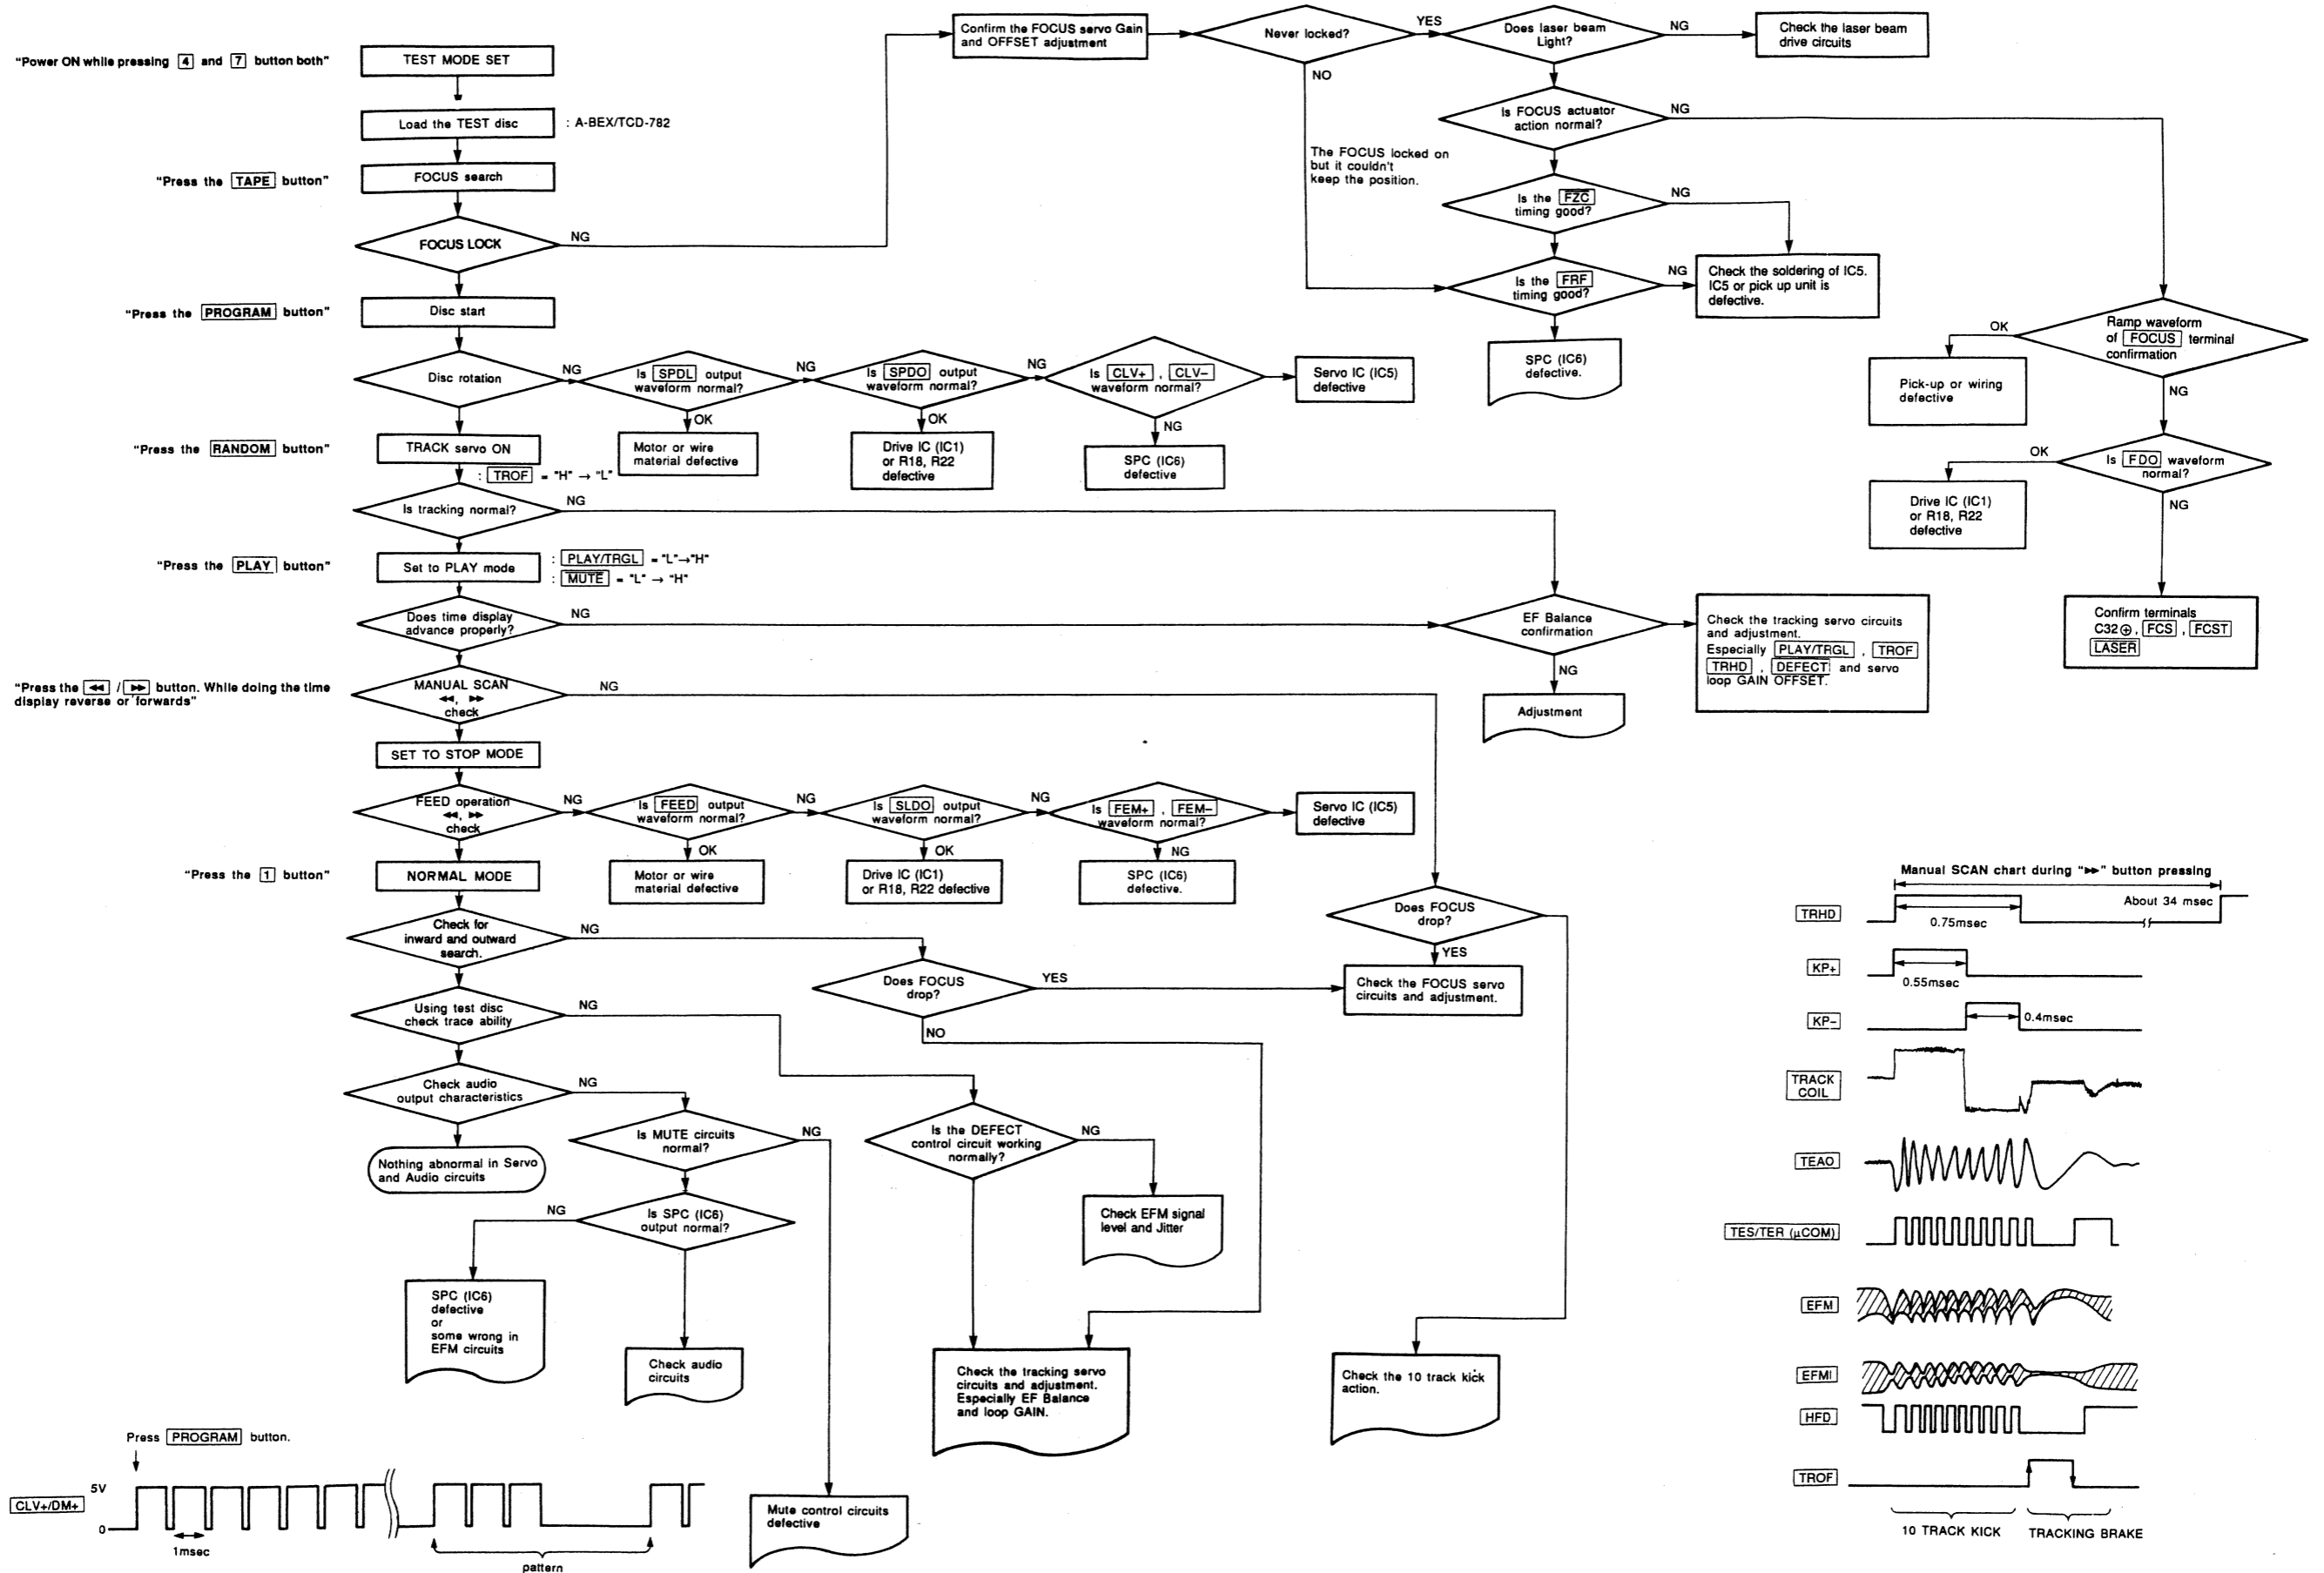 "Power ON while pressing 4 and 7 button both"
TEST MODE SET
Load the TEST disc
: A-BEX/TCD-782
"Press the TAPE button"
FOCUS search
FOCUS LOCK
NG
"Press the PROGRAM button"
Disc start
Disc rotation
NG
Is SPDL output
waveform normal?
OK
Motor or wire
material defective
NG
Is SPDO output
waveform normal?
OK
Drive IC (IC1)
or R18, R22
defective
NG
Is CLV+ , CLV−
waveform normal?
NG
SPC (IC6)
defective
Servo IC (IC5)
defective
"Press the RANDOM button"
TRACK servo ON
: TROF = "H" → "L"
Is tracking normal?
NG
"Press the PLAY button"
Set to PLAY mode
: PLAY/TRGL = "L"→"H"
: MUTE = "L" → "H"
Does time display
advance properly?
NG
"Press the ◀◀ / ▶▶ button. While doing the time
display reverse or forwards"
MANUAL SCAN
◀◀, ▶▶
check
NG
SET TO STOP MODE
FEED operation
◀◀, ▶▶
check
NG
Is FEED output
waveform normal?
OK
Motor or wire
material defective
NG
Is SLDO output
waveform normal?
OK
Drive IC (IC1)
or R18, R22 defective
NG
Is FEM+ , FEM−
waveform normal?
NG
SPC (IC6)
defective.
Servo IC (IC5)
defective
"Press the 1 button"
NORMAL MODE
Check for
inward and outward
search.
NG
Does FOCUS
drop?
YES
NO
Using test disc
check trace ability
NG
Check audio
output characteristics
NG
Nothing abnormal in Servo
and Audio circuits
Is MUTE circuits
normal?
NG
Is SPC (IC6)
output normal?
NG
SPC (IC6)
defective
or
some wrong in
EFM circuits
Check audio
circuits
Mute control circuits
defective
Is the DEFECT
control circuit working
normally?
NG
Check EFM signal
level and Jitter
Check the tracking servo
circuits and adjustment.
Especially EF Balance
and loop GAIN.
Does FOCUS
drop?
YES
Check the FOCUS servo
circuits and adjustment.
Check the 10 track kick
action.
Confirm the FOCUS servo Gain
and OFFSET adjustment
Never locked?
YES
NO
The FOCUS locked on
but it couldn't
keep the position.
Does laser beam
Light?
NG
Check the laser beam
drive circuits
Is FOCUS actuator
action normal?
NG
Is the FZC
timing good?
NG
Is the FRF
timing good?
NG
Check the soldering of IC5.
IC5 or pick up unit is
defective.
SPC (IC6)
defective.
Ramp waveform
of FOCUS terminal
confirmation
OK
Pick-up or wiring
defective
NG
Is FDO waveform
normal?
OK
Drive IC (IC1)
or R18, R22
defective
NG
Confirm terminals
C32⊕, FCS , FCST
LASER
EF Balance
confirmation
NG
Adjustment
Check the tracking servo circuits
and adjustment.
Especially PLAY/TRGL , TROF
TRHD , DEFECT and servo
loop GAIN OFFSET.
Manual SCAN chart during "▶▶" button pressing
TRHD
About 34 msec
0.75msec
KP+
0.55msec
KP−
0.4msec
TRACK
COIL
TEAO
TES/TER (μCOM)
EFM
EFMI
HFD
TROF
10 TRACK KICK
TRACKING BRAKE
Press PROGRAM button.
5V
CLV+/DM+
0
1msec
pattern